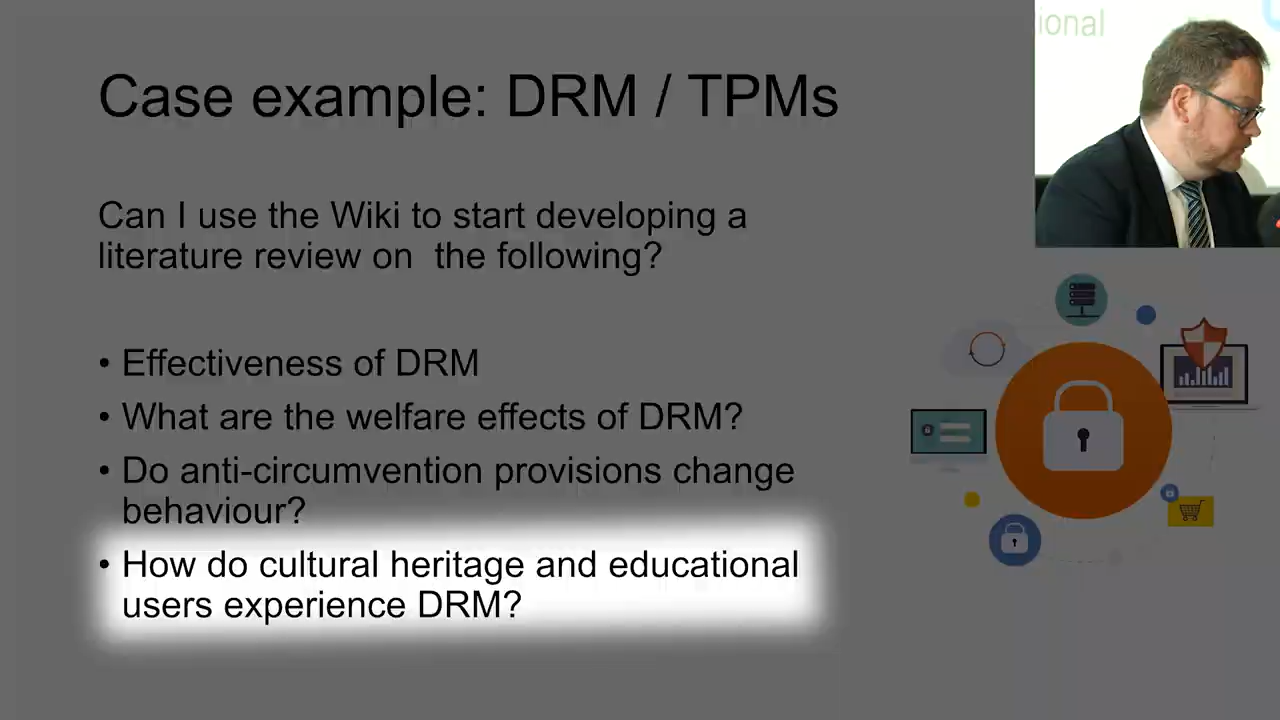 ional
Case example: DRM / TPMs
Can I use the Wiki to start developing a
literature review on  the following?
• Effectiveness of DRM
• What are the welfare effects of DRM?
• Do anti-circumvention provisions change
behaviour?
• How do cultural heritage and educational
users experience DRM?